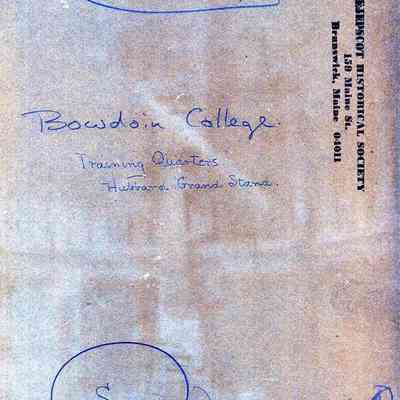 Bowdoin College.
Training Quarters
Hubbard Grand Stand.
HISTORICAL SOCIETY
159 Maine St.
Brunswick, Maine 04011
S